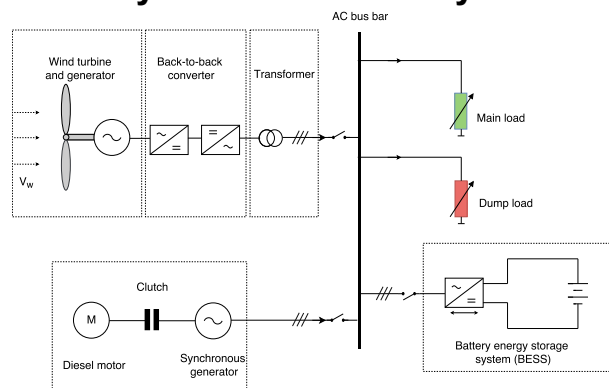 AC bus bar
Wind turbine
and generator
Back-to-back
converter
Transformer
Main load
Vw
Dump load
Clutch
M
Diesel motor
Synchronous
generator
Battery energy storage
system (BESS)